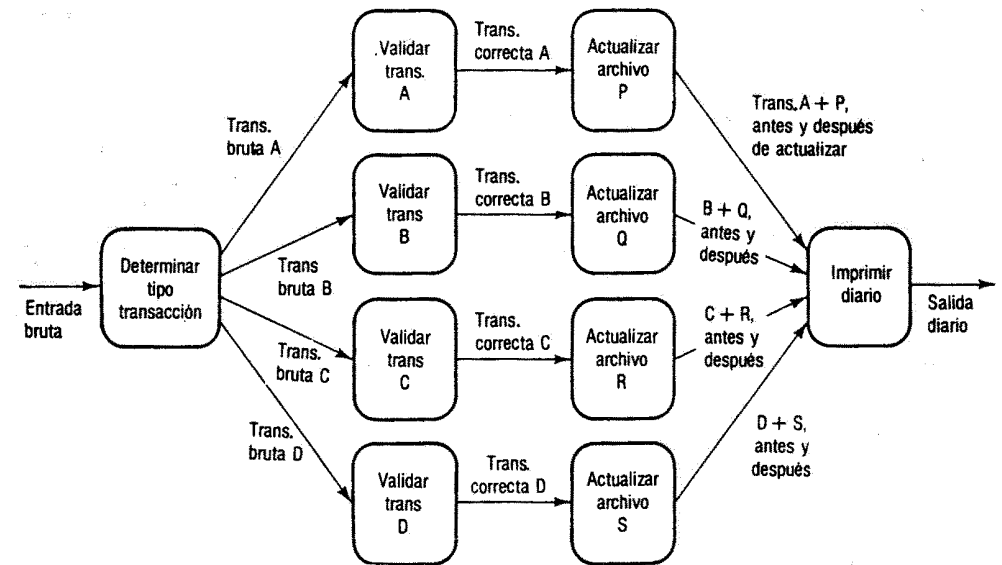 Validar
trans.
A
Trans.
correcta A
Actualizar
archivo
P
Trans.
bruta A
Trans. A + P,
antes y después
de actualizar
Validar
trans
B
Trans.
correcta B
Actualizar
archivo
Q
B + Q,
antes y
después
Determinar
tipo
transacción
Entrada
bruta
Trans
bruta B
Imprimir
diario
Salida
diario
Trans.
bruta C
Validar
trans
C
Trans.
correcta C
Actualizar
archivo
R
C + R,
antes y
después
Trans.
bruta D
Validar
trans
D
Trans.
correcta D
Actualizar
archivo
S
D + S,
antes y
después